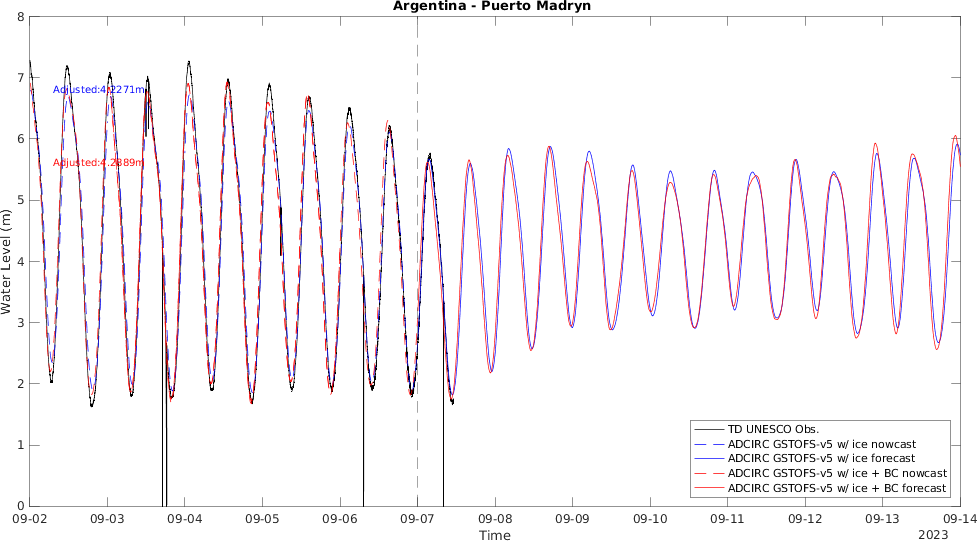 Argentina - Puerto Madryn
8
7
6
5
4
3
2
1
0
Water Level (m)
Adjusted:4.2271m
Adjusted:4.2389m
TD UNESCO Obs.
ADCIRC GSTOFS-v5 w/ ice nowcast
ADCIRC GSTOFS-v5 w/ ice forecast
ADCIRC GSTOFS-v5 w/ ice + BC nowcast
ADCIRC GSTOFS-v5 w/ ice + BC forecast
09-02 09-03 09-04 09-05 09-06 09-07 09-08 09-09 09-10 09-11 09-12 09-13 09-14
Time
2023